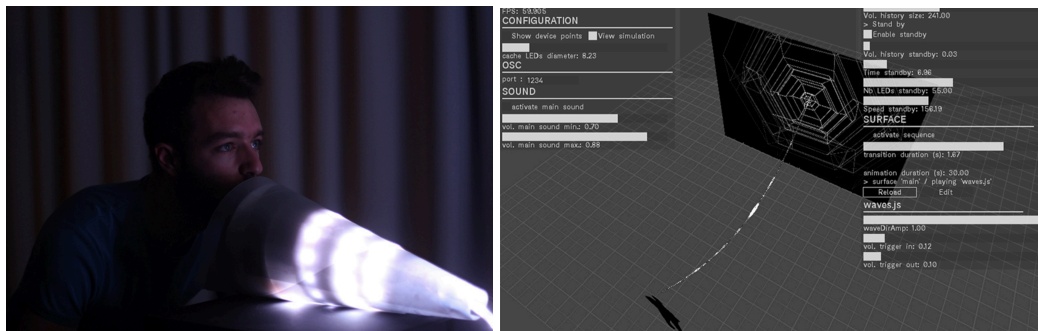 FPS: 59.905
CONFIGURATION
Show device points View simulation
cache LEDs diameter: 8.23
OSC
port : 1234
SOUND
activate main sound
vol. main sound min.: 0.70
vol. main sound max.: 0.88
Vol. history size: 241.00
> Stand by
Enable standby
Vol. history standby: 0.03
Time standby: 6.96
Nb LEDs standby: 55.00
Speed standby: 156.19
SURFACE
activate sequence
transition duration (s): 1.67
animation duration (s): 30.00
> surface 'main' / playing 'waves.js'
Reload Edit
waves.js
waveDirAmp: 1.00
vol. trigger in: 0.12
vol. trigger out: 0.10